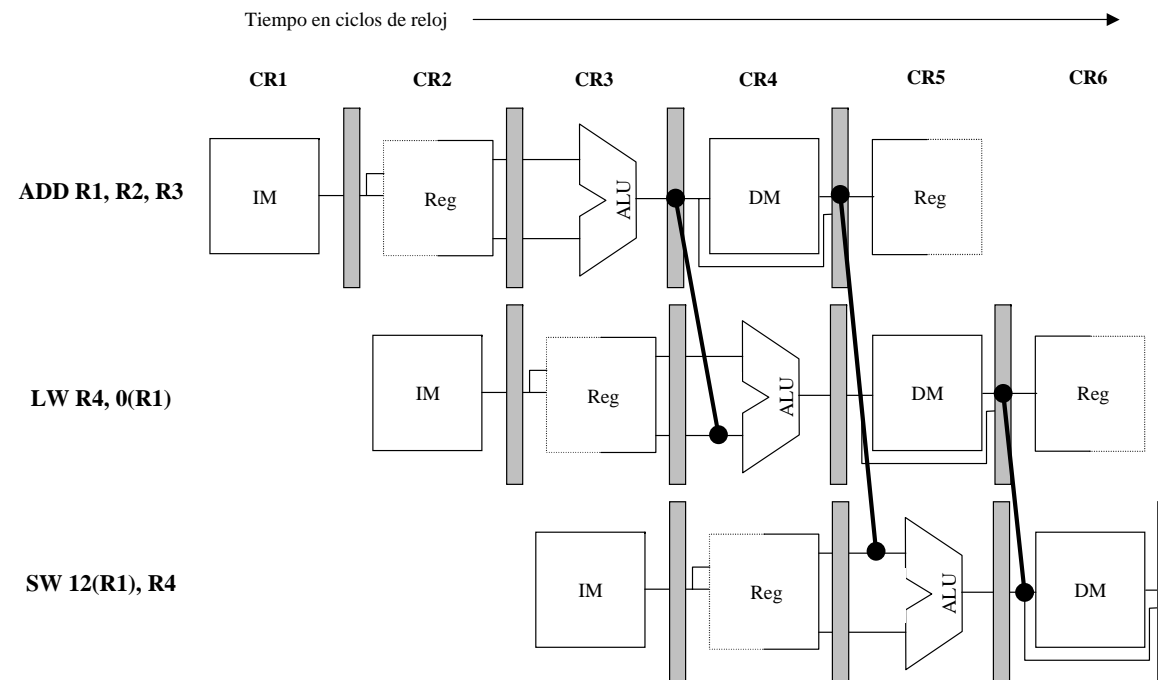 Tiempo en ciclos de reloj
CR1 CR2 CR3 CR4 CR5 CR6
ADD R1, R2, R3 IM Reg ALU DM Reg
LW R4, 0(R1) IM Reg ALU DM Reg
SW 12(R1), R4 IM Reg ALU DM